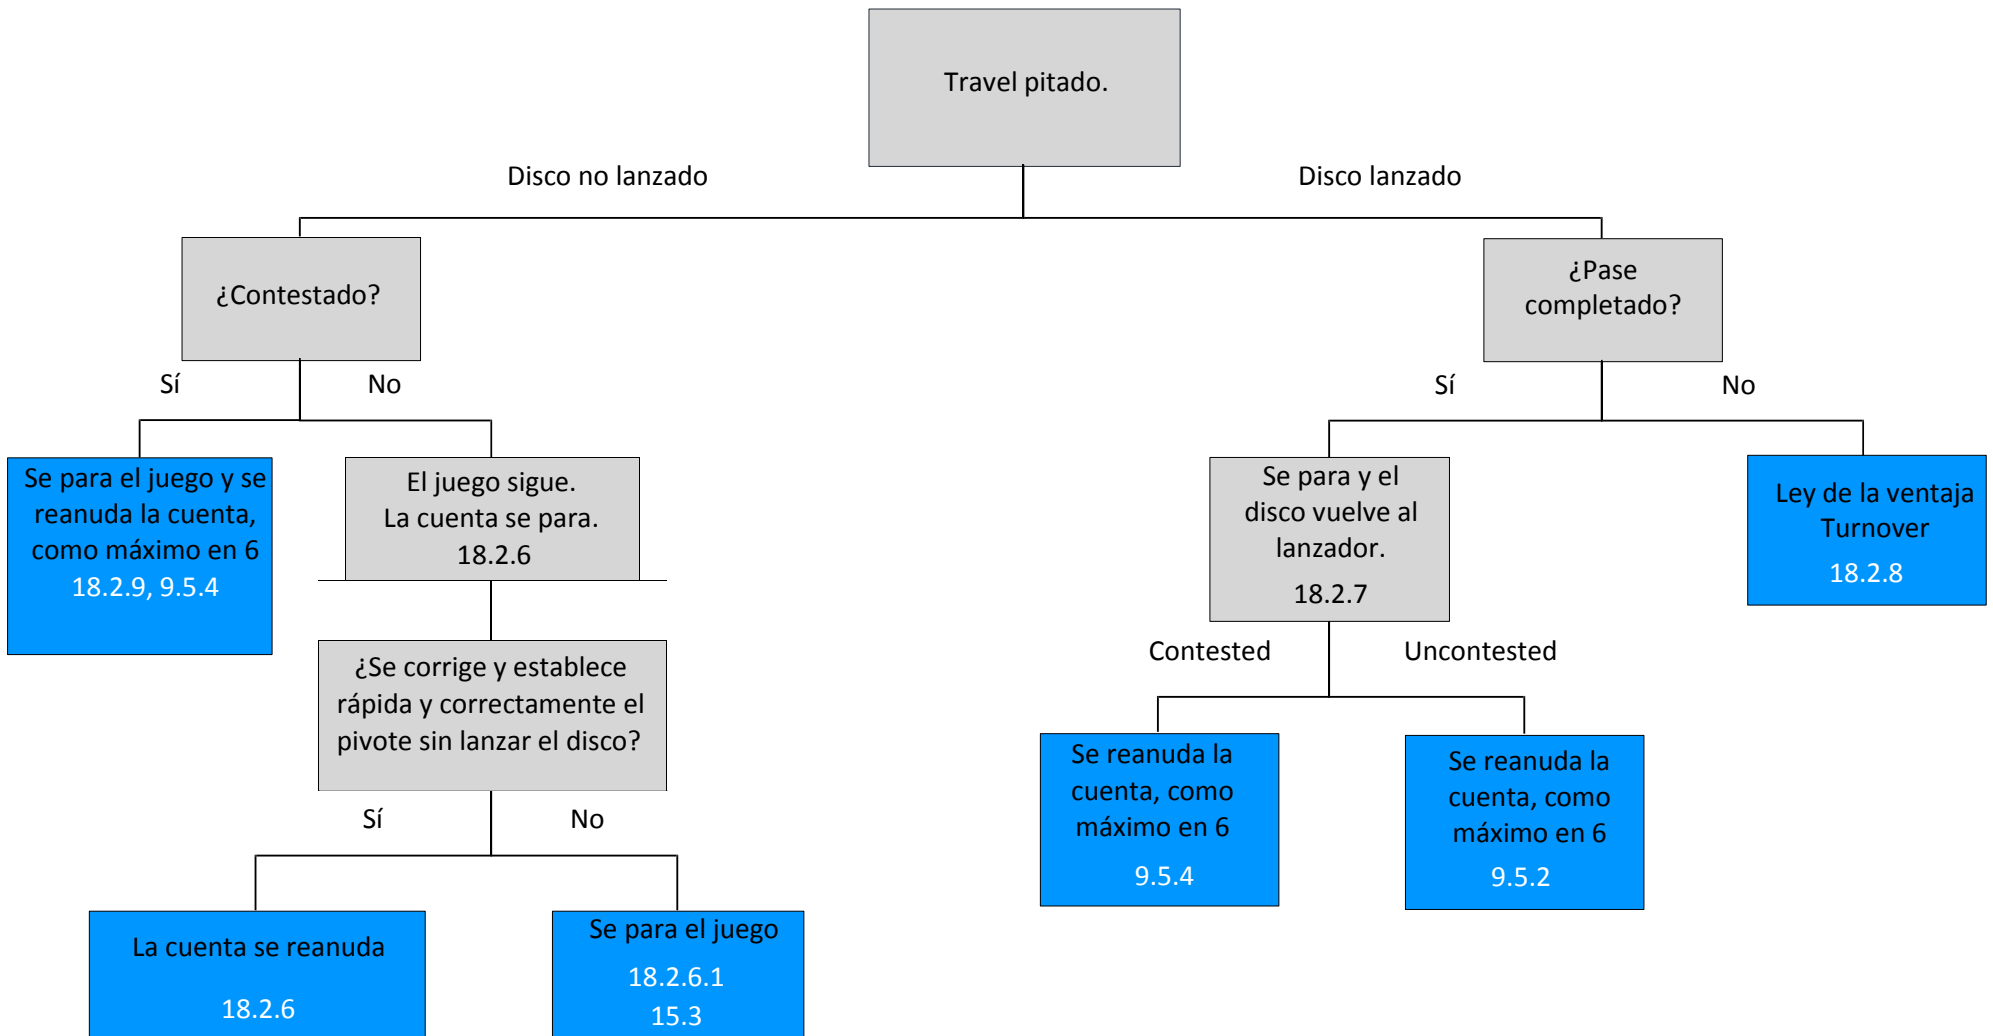 Travel pitado.
Disco no lanzado
Disco lanzado
¿Contestado?
¿Pase
completado?
Sí
No
Sí
No
Se para el juego y se
reanuda la cuenta,
como máximo en 6
18.2.9, 9.5.4
El juego sigue.
La cuenta se para.
18.2.6
Se para y el
disco vuelve al
lanzador.
18.2.7
Ley de la ventaja
Turnover
18.2.8
¿Se corrige y establece
rápida y correctamente el
pivote sin lanzar el disco?
Contested
Uncontested
Se reanuda la
cuenta, como
máximo en 6
9.5.4
Se reanuda la
cuenta, como
máximo en 6
9.5.2
Sí
No
La cuenta se reanuda
18.2.6
Se para el juego
18.2.6.1
15.3